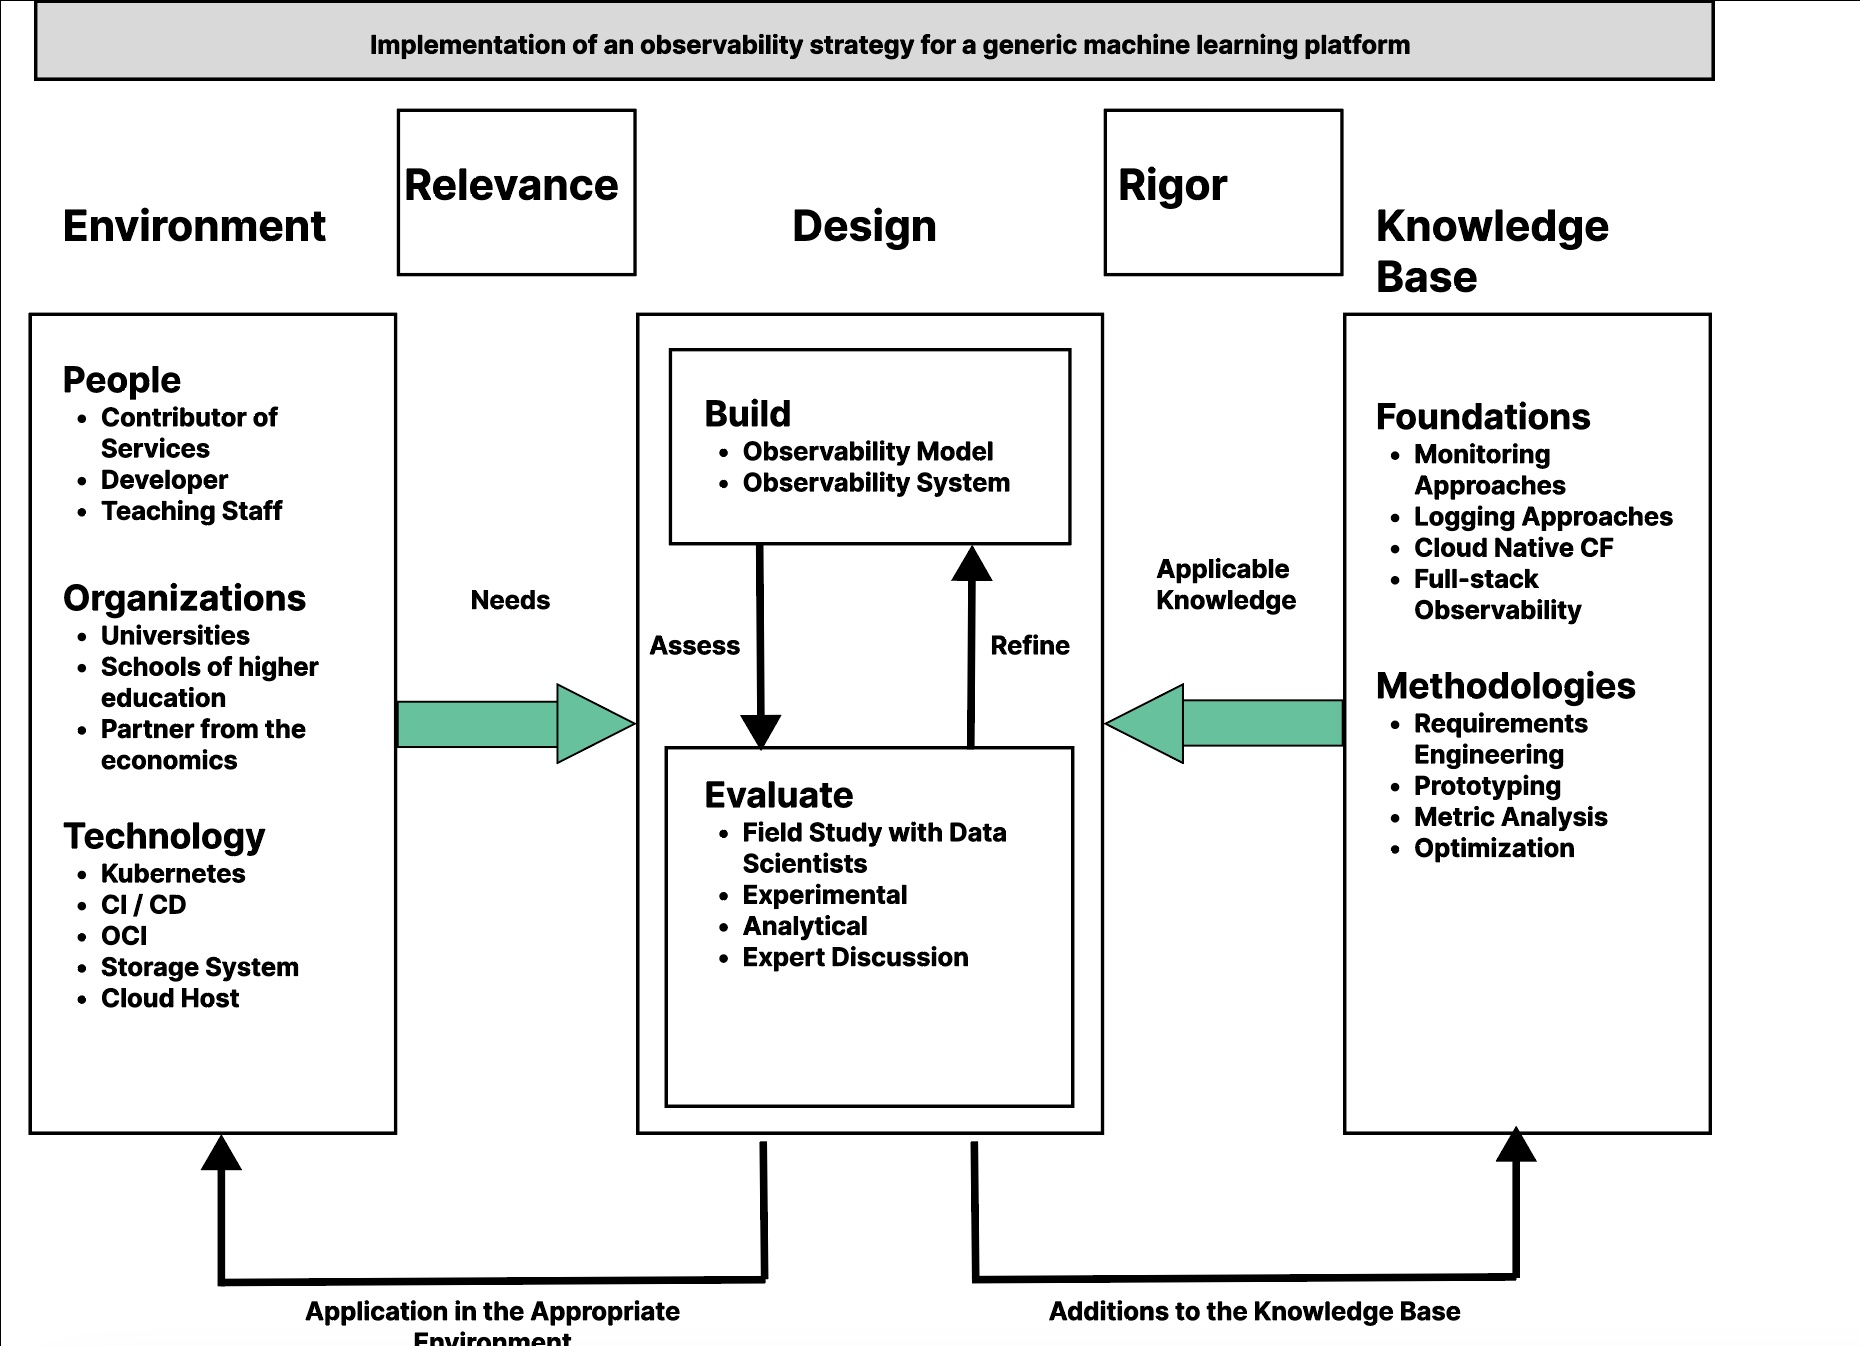 Implementation of an observability strategy for a generic machine learning platform
Relevance
Rigor
Environment
Design
Knowledge
Base
People
• Contributor of
Services
• Developer
• Teaching Staff
Organizations
• Universities
• Schools of higher
education
• Partner from the
economics
Technology
• Kubernetes
• CI / CD
• OCI
• Storage System
• Cloud Host
Needs
Build
• Observability Model
• Observability System
Assess
Refine
Evaluate
• Field Study with Data
Scientists
• Experimental
• Analytical
• Expert Discussion
Applicable
Knowledge
Foundations
• Monitoring
Approaches
• Logging Approaches
• Cloud Native CF
• Full-stack
Observability
Methodologies
• Requirements
Engineering
• Prototyping
• Metric Analysis
• Optimization
Application in the Appropriate
Environment
Additions to the Knowledge Base